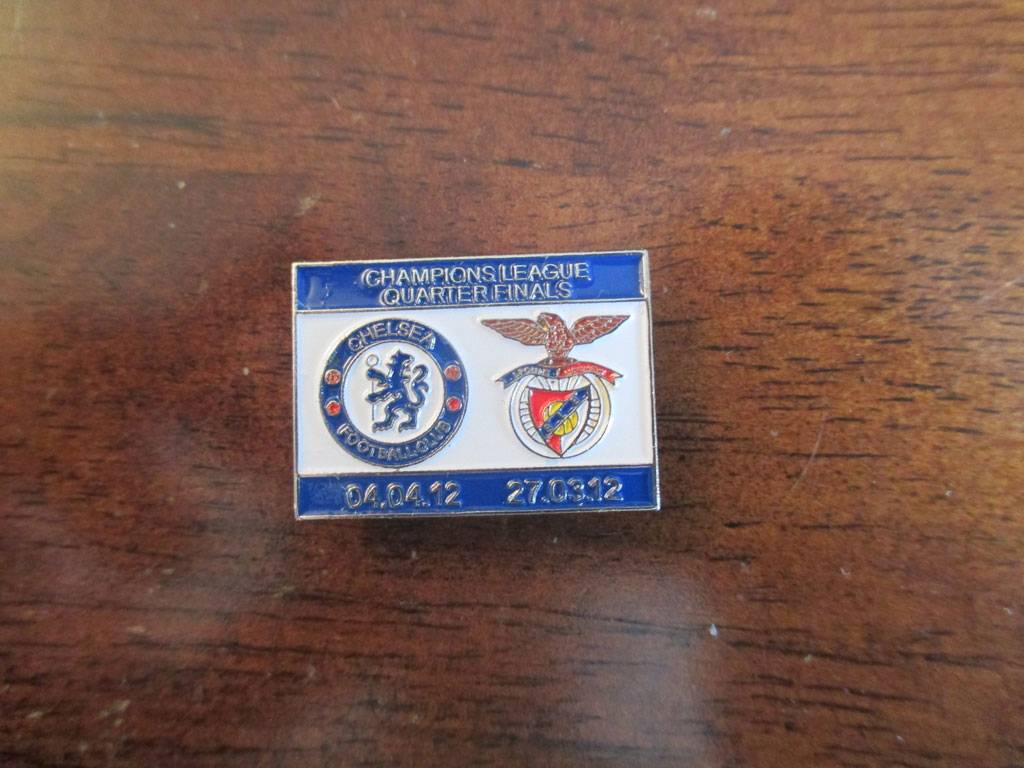 CHAMPIONS LEAGUE
QUARTER FINALS
CHELSEA
FOOTBALL CLUB
04.04.12
27.03.12